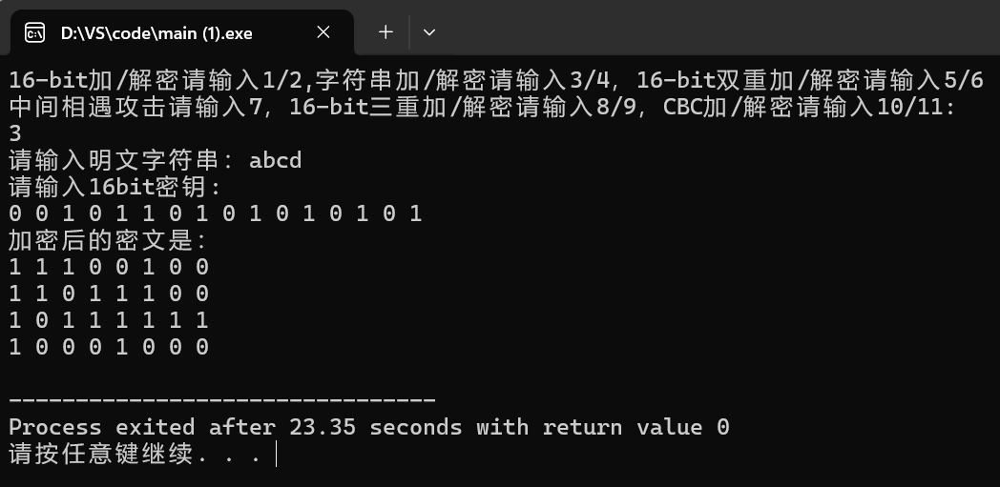 D:\VS\code\main (1).exe
16-bit加/解密请输入1/2,字符串加/解密请输入3/4，16-bit双重加/解密请输入5/6
中间相遇攻击请输入7，16-bit三重加/解密请输入8/9，CBC加/解密请输入10/11：
3
请输入明文字符串：abcd
请输入16bit密钥：
0 0 1 0 1 1 0 1 0 1 0 1 0 1 0 1
加密后的密文是：
1 1 1 0 0 1 0 0
1 1 0 1 1 1 0 0
1 0 1 1 1 1 1 1
1 0 0 0 1 0 0 0
--------------------------------
Process exited after 23.35 seconds with return value 0
请按任意键继续. . .